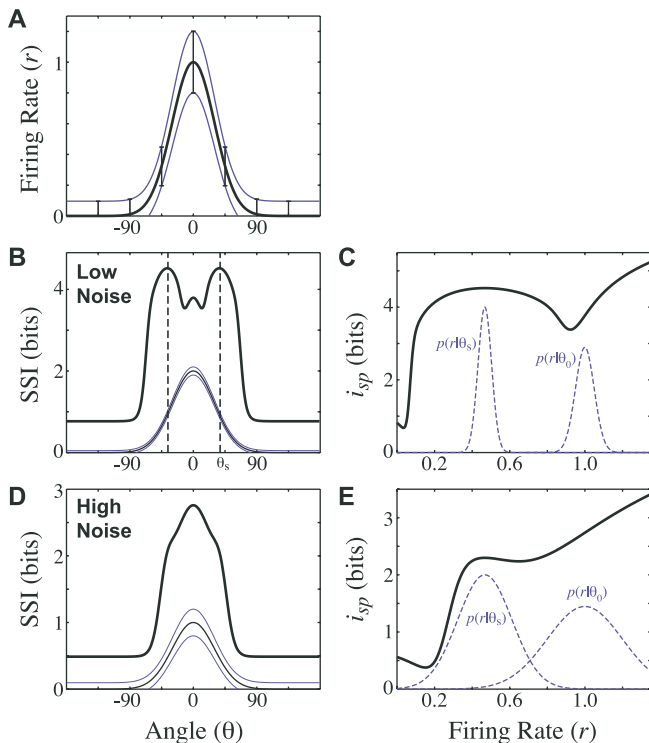 A
Firing Rate (r)
1
0
-90 0 90
B
Low
Noise
SSI (bits)
4
2
0
-90 0 θs 90
C
isp (bits)
6
4
2
0
p(r|θs)
p(r|θ0)
0.2 0.6 1.0
D
High
Noise
SSI (bits)
3
2
1
0
-90 0 90
Angle (θ)
E
isp (bits)
3
2
1
0
p(r|θs)
p(r|θ0)
0.2 0.6 1.0
Firing Rate (r)